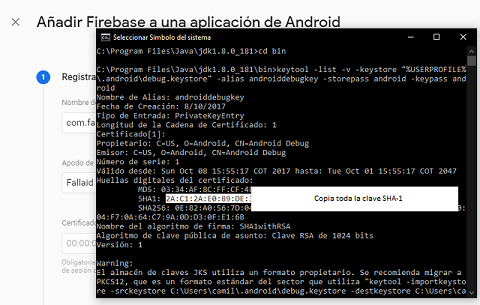 Añadir Firebase a una aplicación de Android
Seleccionar Símbolo del sistema
C:\Program Files\Java\jdk1.8.0_181>cd bin
C:\Program Files\Java\jdk1.8.0_181\bin>keytool -list -v -keystore "%USERPROFILE%
\.android\debug.keystore" -alias androiddebugkey -storepass android -keypass and
roid
Nombre de Alias: androiddebugkey
Fecha de Creación: 8/10/2017
Tipo de Entrada: PrivateKeyEntry
Longitud de la Cadena de Certificado: 1
Certificado[1]:
Propietario: C=US, O=Android, CN=Android Debug
Emisor: C=US, O=Android, CN=Android Debug
Número de serie: 1
Válido desde: Sun Oct 08 15:55:17 COT 2017 hasta: Tue Oct 01 15:55:17 COT 2047
Huellas digitales del certificado:
MD5: 03:34:AF:8C:FF:CF:4
SHA1: 2A:C1:2A:E0:89:DE:
Copia toda la clave SHA-1
SHA256: 0E:82:A0:56:7D:04
04:F7:0A:64:C7:9A:0D:D3:0F:E1:6B
Nombre del algoritmo de firma: SHA1withRSA
Algoritmo de clave pública de asunto: Clave RSA de 1024 bits
Versión: 1
Warning:
El almacén de claves JKS utiliza un formato propietario. Se recomienda migrar a
PKCS12, que es un formato estándar del sector que utiliza "keytool -importkeysto
re -srckeystore C:\Users\camil\.android\debug.keystore -destkeystore C:\Users\ca
1
Registra
Nombre de
com.fa
Apodo de
Fallaid
Certificado
00:00:
Obligatoria
de sesión c